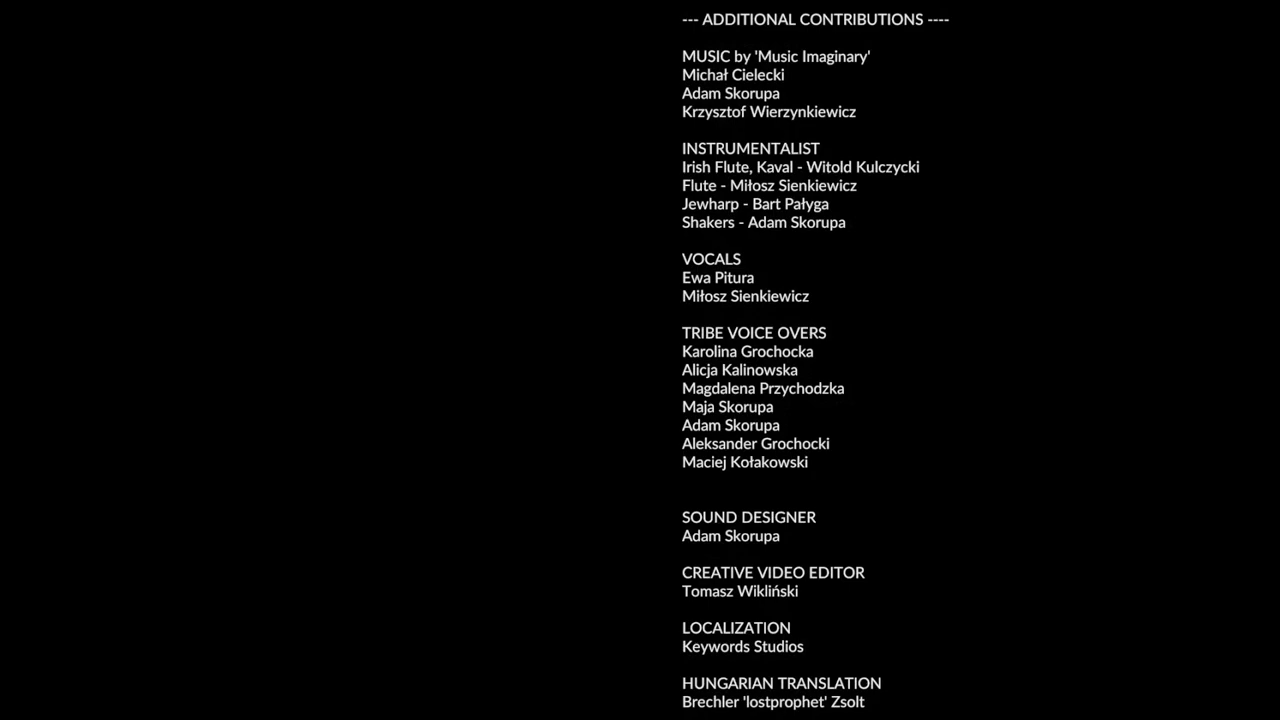 --- ADDITIONAL CONTRIBUTIONS ----
MUSIC by 'Music Imaginary'
Michał Cielecki
Adam Skorupa
Krzysztof Wierzynkiewicz
INSTRUMENTALIST
Irish Flute, Kaval - Witold Kulczycki
Flute - Miłosz Sienkiewicz
Jewharp - Bart Pałyga
Shakers - Adam Skorupa
VOCALS
Ewa Pitura
Miłosz Sienkiewicz
TRIBE VOICE OVERS
Karolina Grochocka
Alicja Kalinowska
Magdalena Przychodzka
Maja Skorupa
Adam Skorupa
Aleksander Grochocki
Maciej Kołakowski
SOUND DESIGNER
Adam Skorupa
CREATIVE VIDEO EDITOR
Tomasz Wikliński
LOCALIZATION
Keywords Studios
HUNGARIAN TRANSLATION
Brechler 'lostprophet' Zsolt